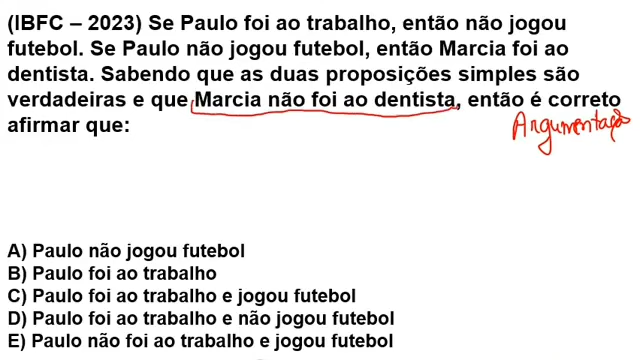 (IBFC – 2023) Se Paulo foi ao trabalho, então não jogou
futebol. Se Paulo não jogou futebol, então Marcia foi ao
dentista. Sabendo que as duas proposições simples são
verdadeiras e que Marcia não foi ao dentista, então é correto
afirmar que:
Argumentação
A) Paulo não jogou futebol
B) Paulo foi ao trabalho
C) Paulo foi ao trabalho e jogou futebol
D) Paulo foi ao trabalho e não jogou futebol
E) Paulo não foi ao trabalho e jogou futebol